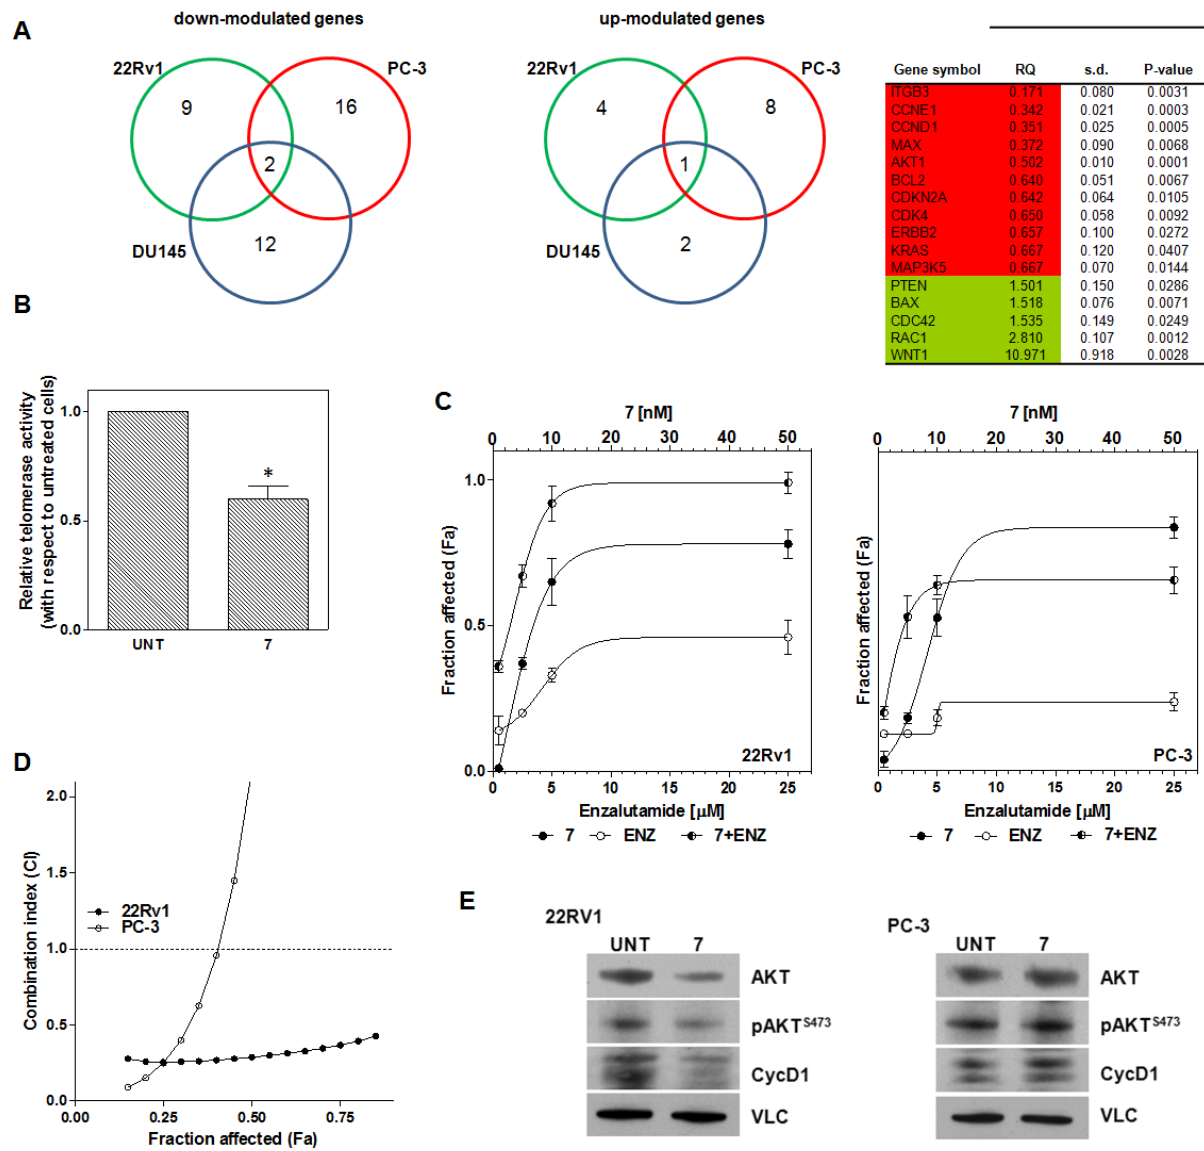 A
down-modulated genes
22Rv1
PC-3
9
16
2
DU145
12
up-modulated genes
22Rv1
PC-3
4
8
1
DU145
2
Gene symbol RQ s.d. P-value
ITGB3 0.171 0.080 0.0031
CCNE1 0.342 0.021 0.0003
CCND1 0.351 0.025 0.0005
MAX 0.372 0.090 0.0068
AKT1 0.502 0.010 0.0001
BCL2 0.640 0.051 0.0067
CDKN2A 0.642 0.064 0.0105
CDK4 0.650 0.058 0.0092
ERBB2 0.657 0.100 0.0272
KRAS 0.667 0.120 0.0407
MAP3K5 0.667 0.070 0.0144
PTEN 1.501 0.150 0.0286
BAX 1.518 0.076 0.0071
CDC42 1.535 0.149 0.0249
RAC1 2.810 0.107 0.0012
WNT1 10.971 0.918 0.0028
B
Relative telomerase activity
(with respect to untreated cells)
1.0
0.5
0.0
*
UNT 7
C
7 [nM]
0 10 20 30 40 50
Fraction affected (Fa)
1.0
0.5
0.0
22Rv1
0 5 10 15 20 25
Enzalutamide [μM]
7 ENZ 7+ENZ
7 [nM]
0 10 20 30 40 50
Fraction affected (Fa)
PC-3
0 5 10 15 20 25
Enzalutamide [μM]
7 ENZ 7+ENZ
D
Combination index (CI)
2.0
1.5
1.0
0.5
0.0
22Rv1
PC-3
0.00 0.25 0.50 0.75
Fraction affected (Fa)
E
22RV1
UNT 7
AKT
pAKT^S473
CycD1
VLC
PC-3
UNT 7
AKT
pAKT^S473
CycD1
VLC